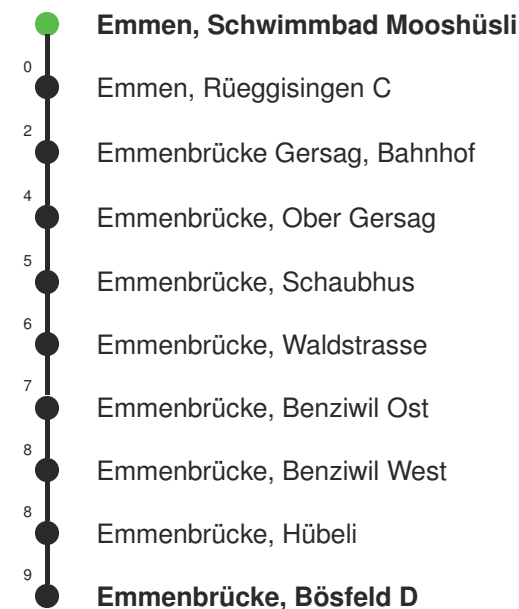 Emmen, Schwimmbad Mooshüsli
0
Emmen, Rüeggisingen C
2
Emmenbrücke Gersag, Bahnhof
4
Emmenbrücke, Ober Gersag
5
Emmenbrücke, Schaubhus
6
Emmenbrücke, Waldstrasse
7
Emmenbrücke, Benziwil Ost
8
Emmenbrücke, Benziwil West
8
Emmenbrücke, Hübeli
9
Emmenbrücke, Bösfeld D